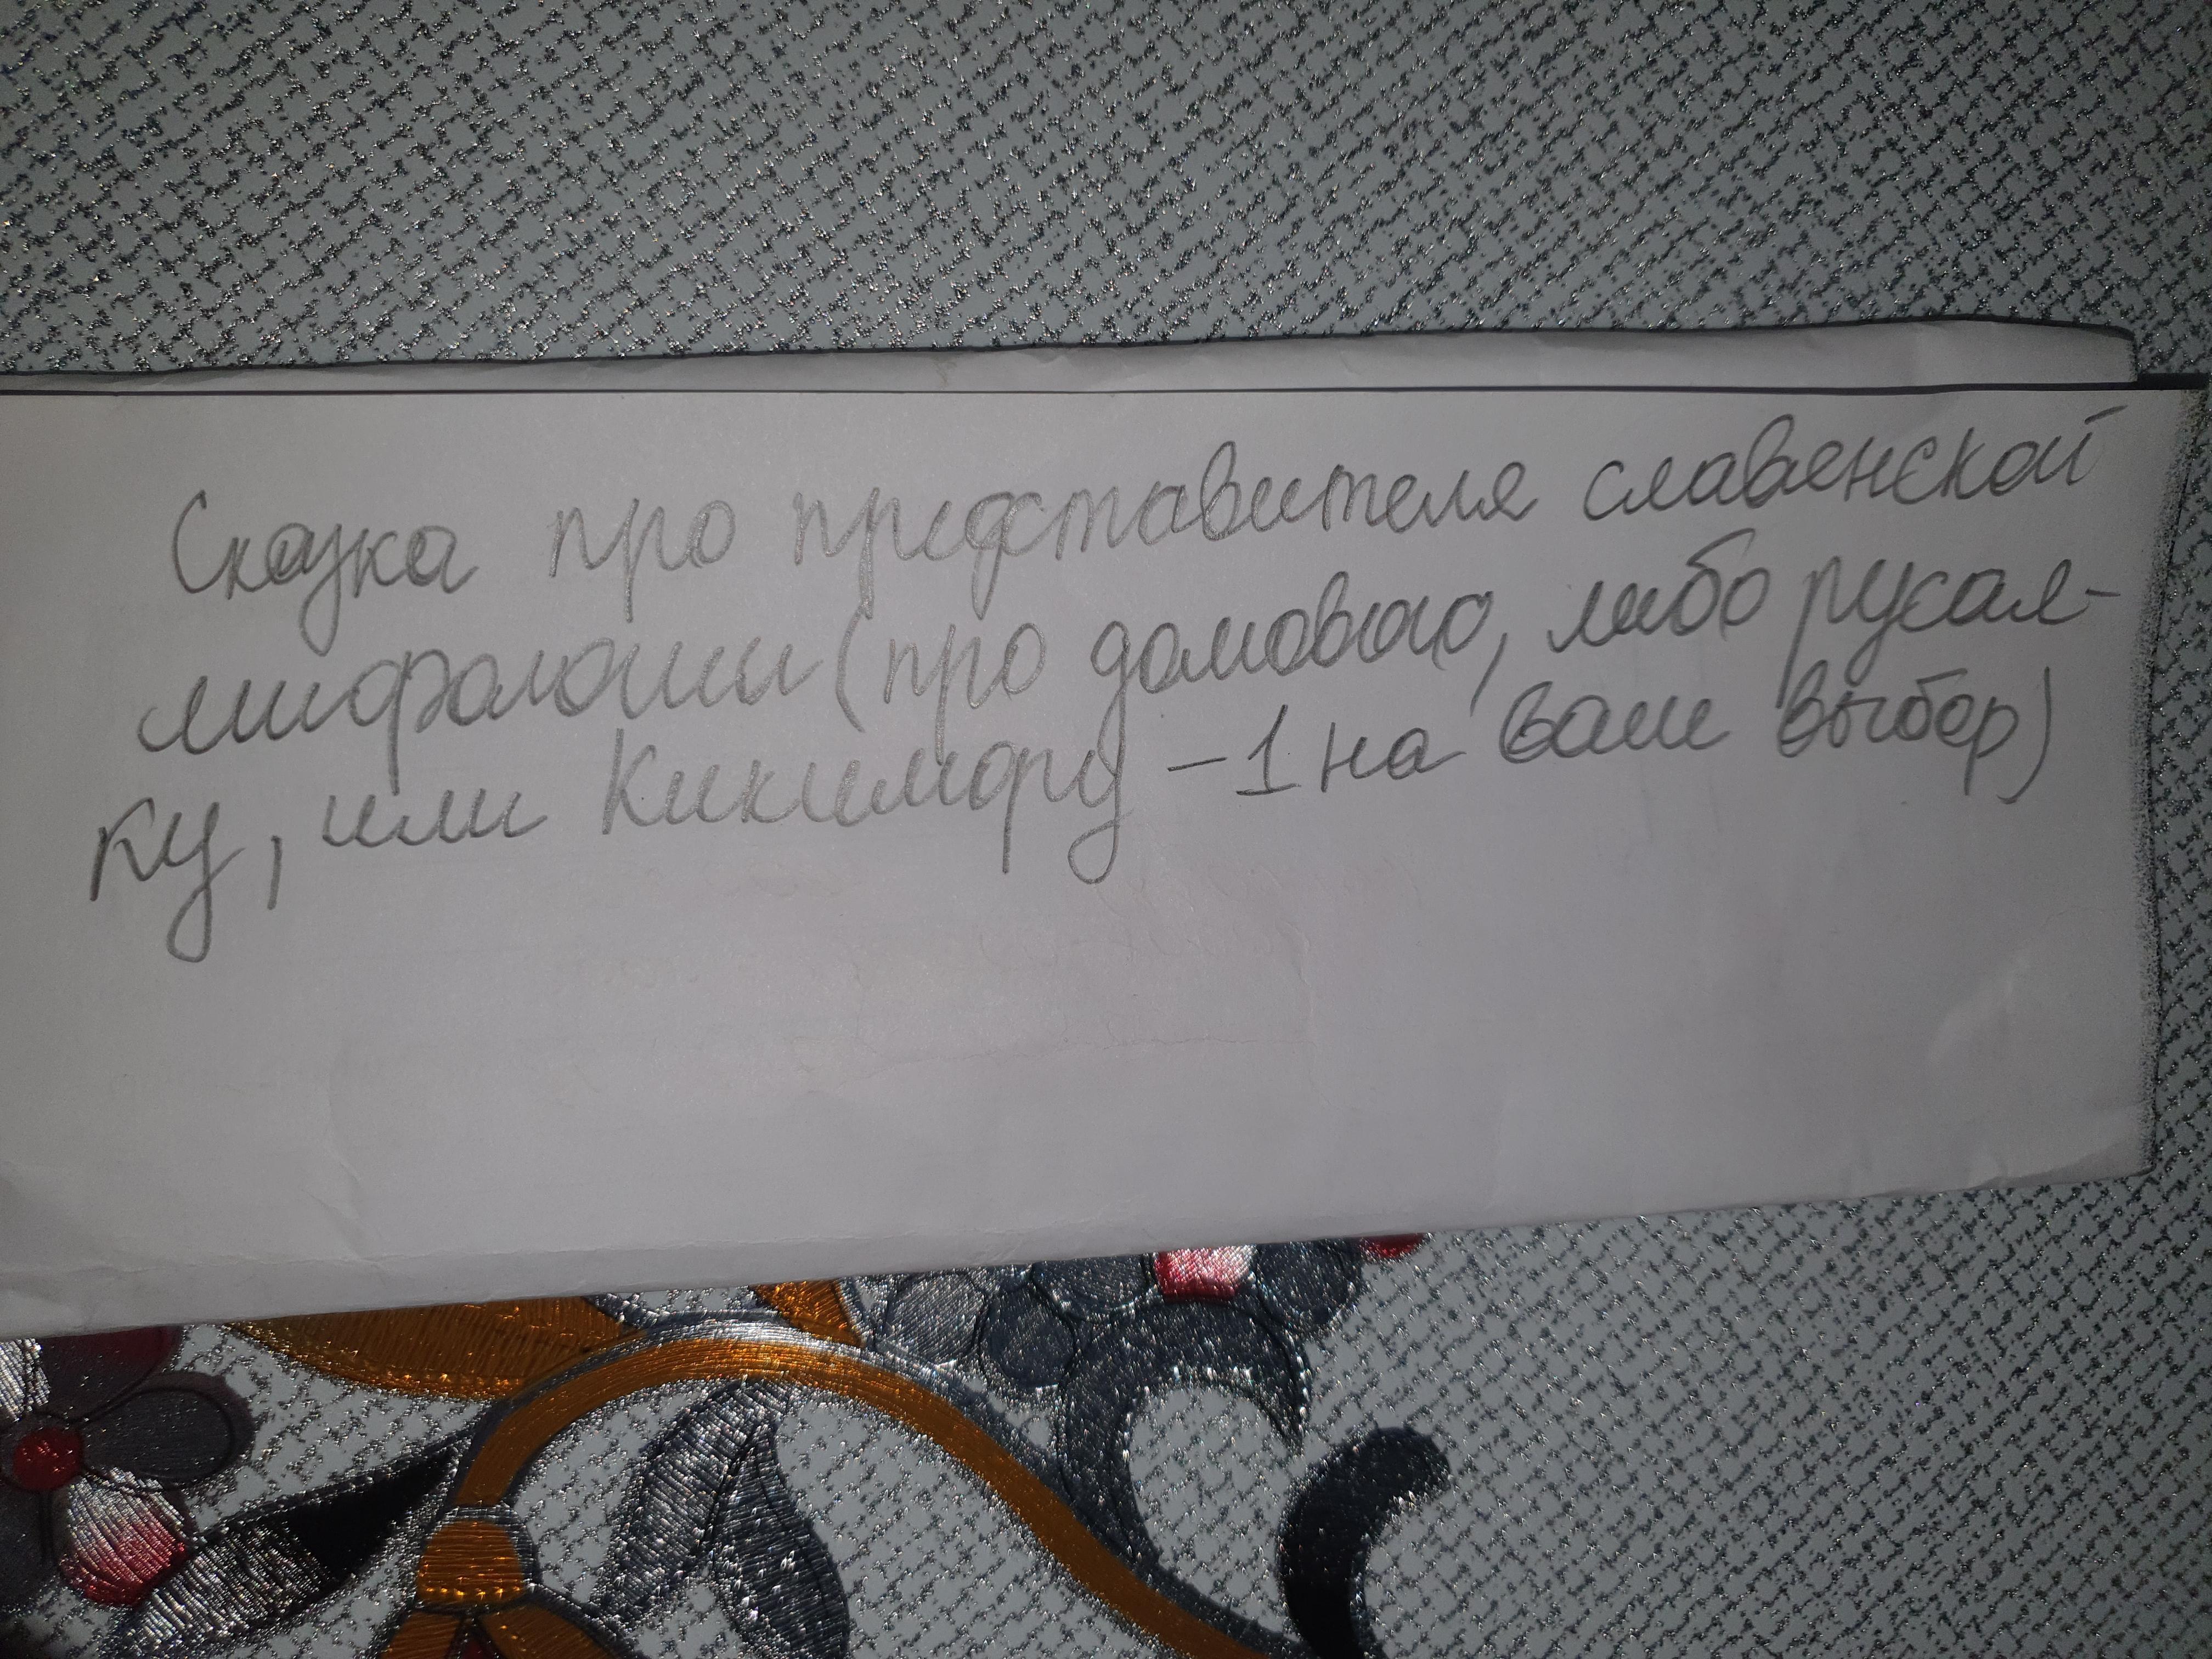 Сказка про представителя славенской
мифологии (про домового, либо русал-
ку, или Кикимору - 1 на ваш выбор)